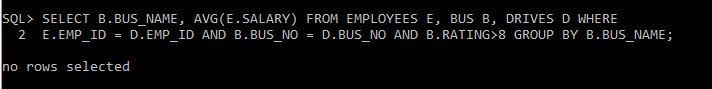 SQL> SELECT B.BUS_NAME, AVG(E.SALARY) FROM EMPLOYEES E, BUS B, DRIVES D WHERE
2 E.EMP_ID = D.EMP_ID AND B.BUS_NO = D.BUS_NO AND B.RATING>8 GROUP BY B.BUS_NAME;
no rows selected